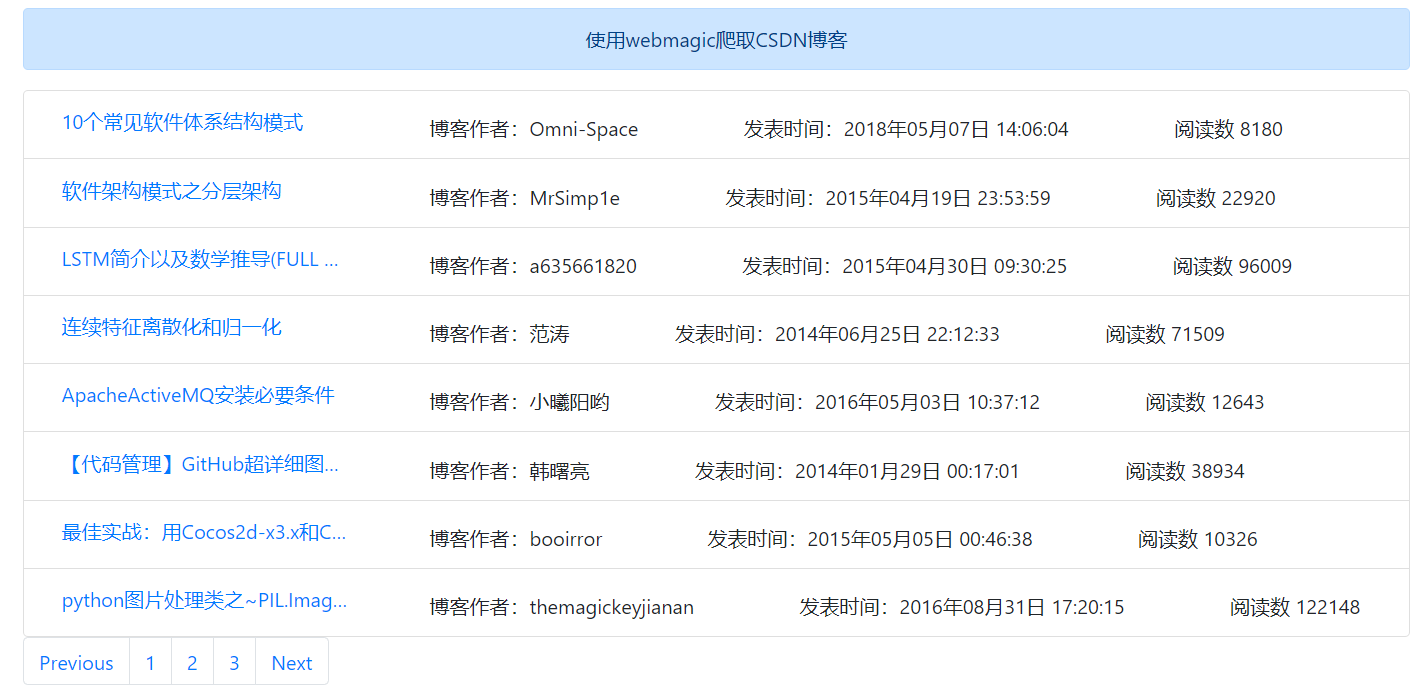 使用webmagic爬取CSDN博客
10个常见软件体系结构模式 博客作者：Omni-Space 发表时间：2018年05月07日 14:06:04 阅读数 8180
软件架构模式之分层架构 博客作者：MrSimp1e 发表时间：2015年04月19日 23:53:59 阅读数 22920
LSTM简介以及数学推导(FULL ... 博客作者：a635661820 发表时间：2015年04月30日 09:30:25 阅读数 96009
连续特征离散化和归一化 博客作者：范涛 发表时间：2014年06月25日 22:12:33 阅读数 71509
ApacheActiveMQ安装必要条件 博客作者：小曦阳哟 发表时间：2016年05月03日 10:37:12 阅读数 12643
【代码管理】GitHub超详细图... 博客作者：韩曙亮 发表时间：2014年01月29日 00:17:01 阅读数 38934
最佳实战：用Cocos2d-x3.x和C... 博客作者：booirror 发表时间：2015年05月05日 00:46:38 阅读数 10326
python图片处理类之~PIL.Imag... 博客作者：themagickeyjianan 发表时间：2016年08月31日 17:20:15 阅读数 122148
Previous 1 2 3 Next